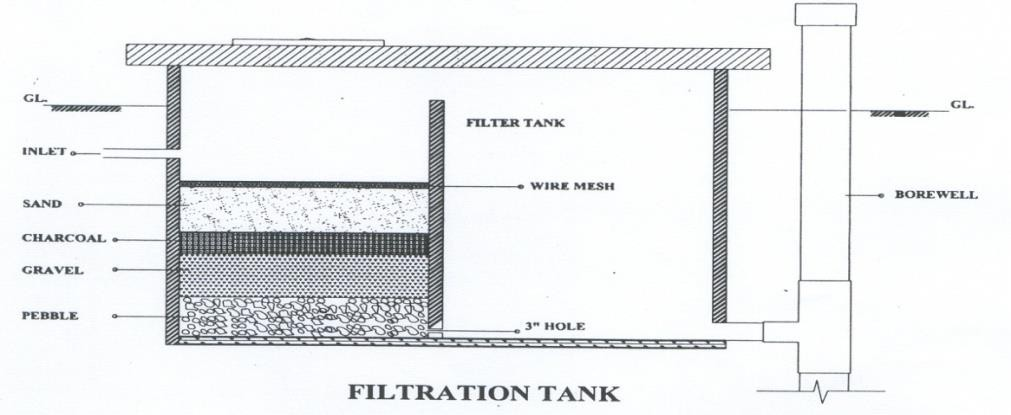 GL.
GL.
FILTER TANK
INLET
WIRE MESH
SAND
BOREWELL
CHARCOAL
GRAVEL
PEBBLE
3" HOLE
FILTRATION TANK